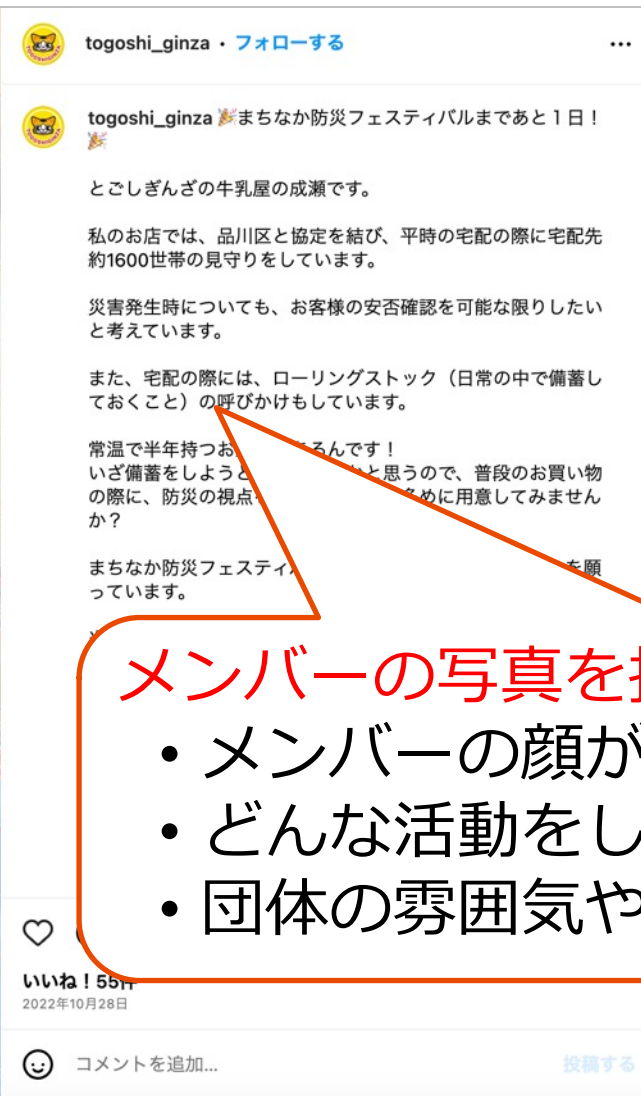 togoshi_ginza・フォローする
togoshi_ginza 🎉まちなか防災フェスティバルまであと1日！
🎉
とごしぎんざの牛乳屋の成瀬です。
私のお店では、品川区と協定を結び、平時の宅配の際に宅配先
約1600世帯の見守りをしています。
災害発生時についても、お客様の安否確認を可能な限りしたい
と考えています。
また、宅配の際には、ローリングストック（日常の中で備蓄し
ておくこと）の呼びかけもしています。
常温で半年持つお るんです！
いざ備蓄をしようと と思うので、普段のお買い物
の際に、防災の視点 めに用意してみません
か？
まちなか防災フェスティ を願
っています。
メンバーの写真を
・メンバーの顔が
・どんな活動をし
・団体の雰囲気や
いいね！55件
2022年10月28日
コメントを追加...
投稿する